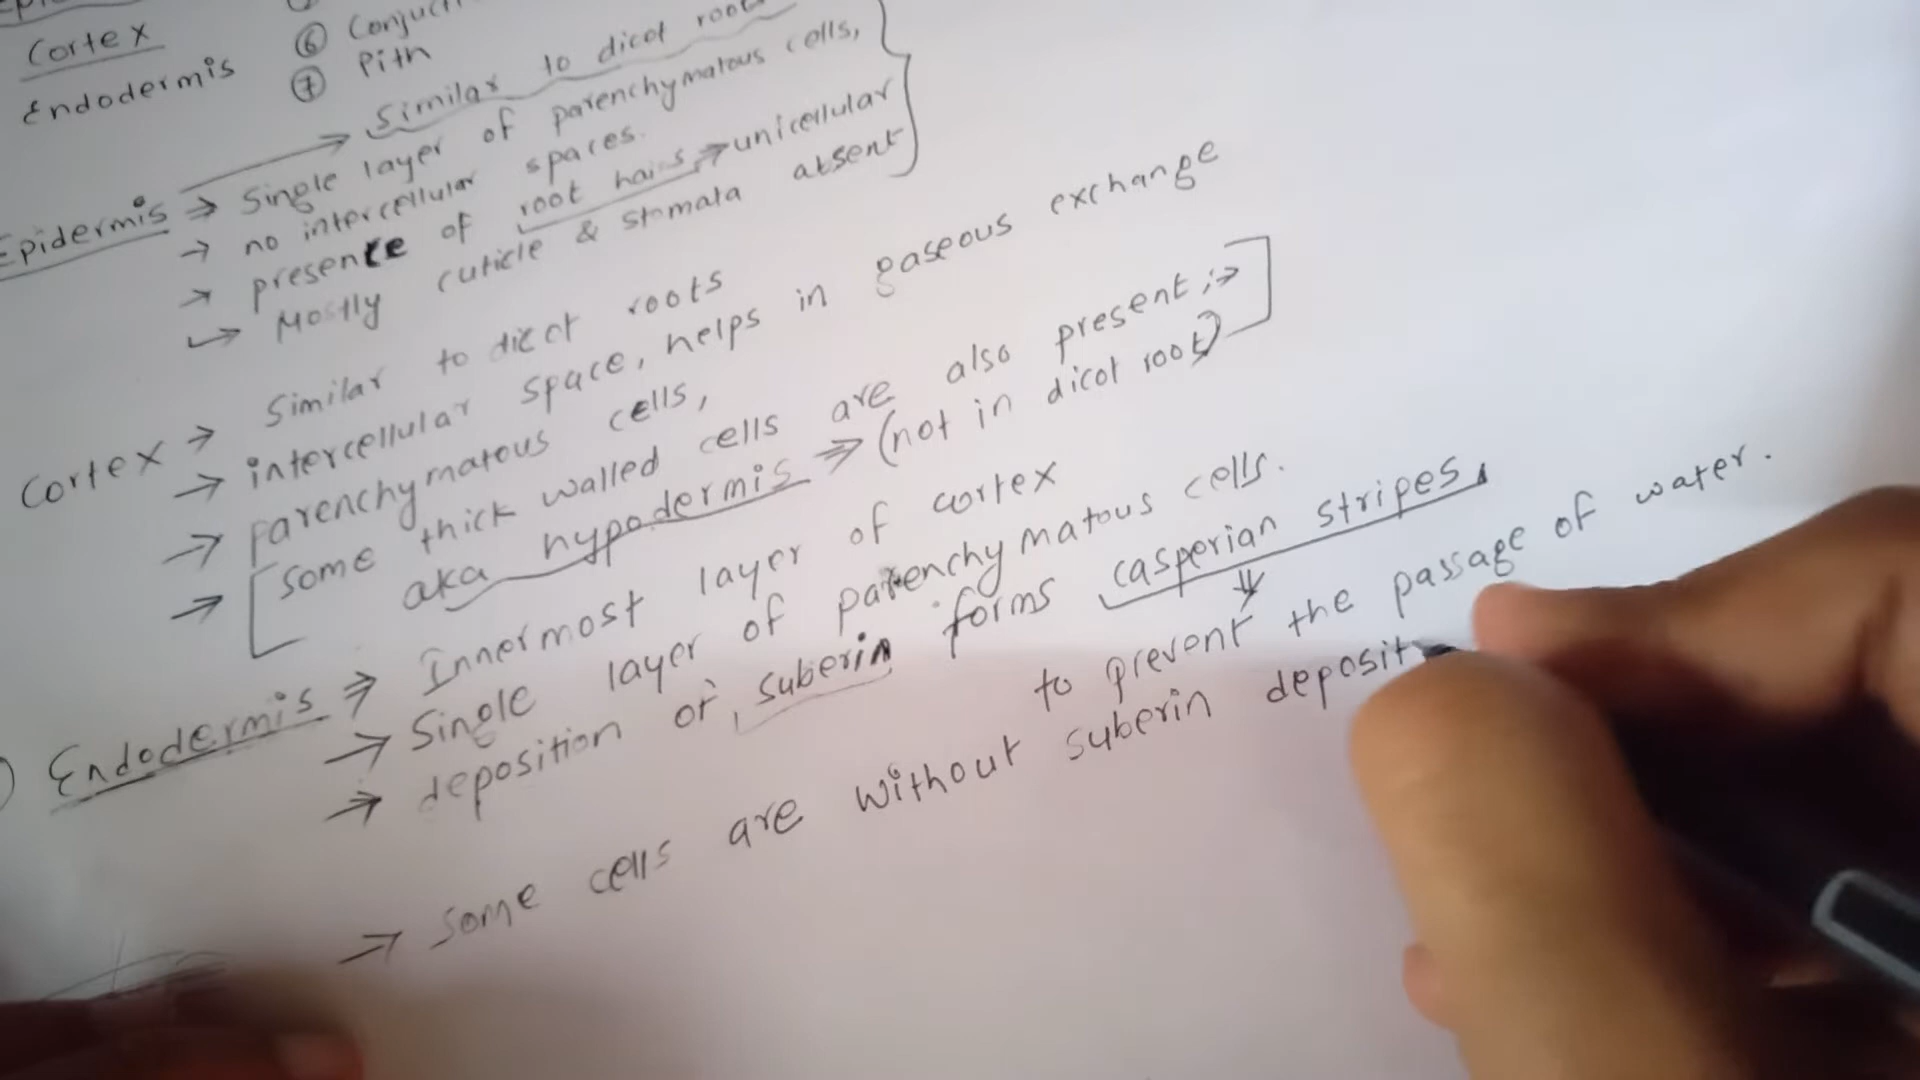 Cortex
Endodermis
⑥ Conjuct
⑦ Pith
→ Similar to dicot root
Epidermis → Single layer of parenchymatous cells,
→ no intercellular spaces.
→ presence of root hairs → unicellular
↳ Mostly cuticle & stomata absent
Cortex → Similar to dicot roots
→ intercellular space, helps in gaseous exchange
→ parenchymatous cells,
→ [some thick walled cells are also present ;→]
aka hypodermis ⇒ (not in dicot root)
Endodermis ⇒ Innermost layer of cortex
→ Single layer of parenchymatous cells.
→ deposition of suberin forms casperian stripes,
⇓
to prevent the passage of water.
→ some cells are without suberin deposit